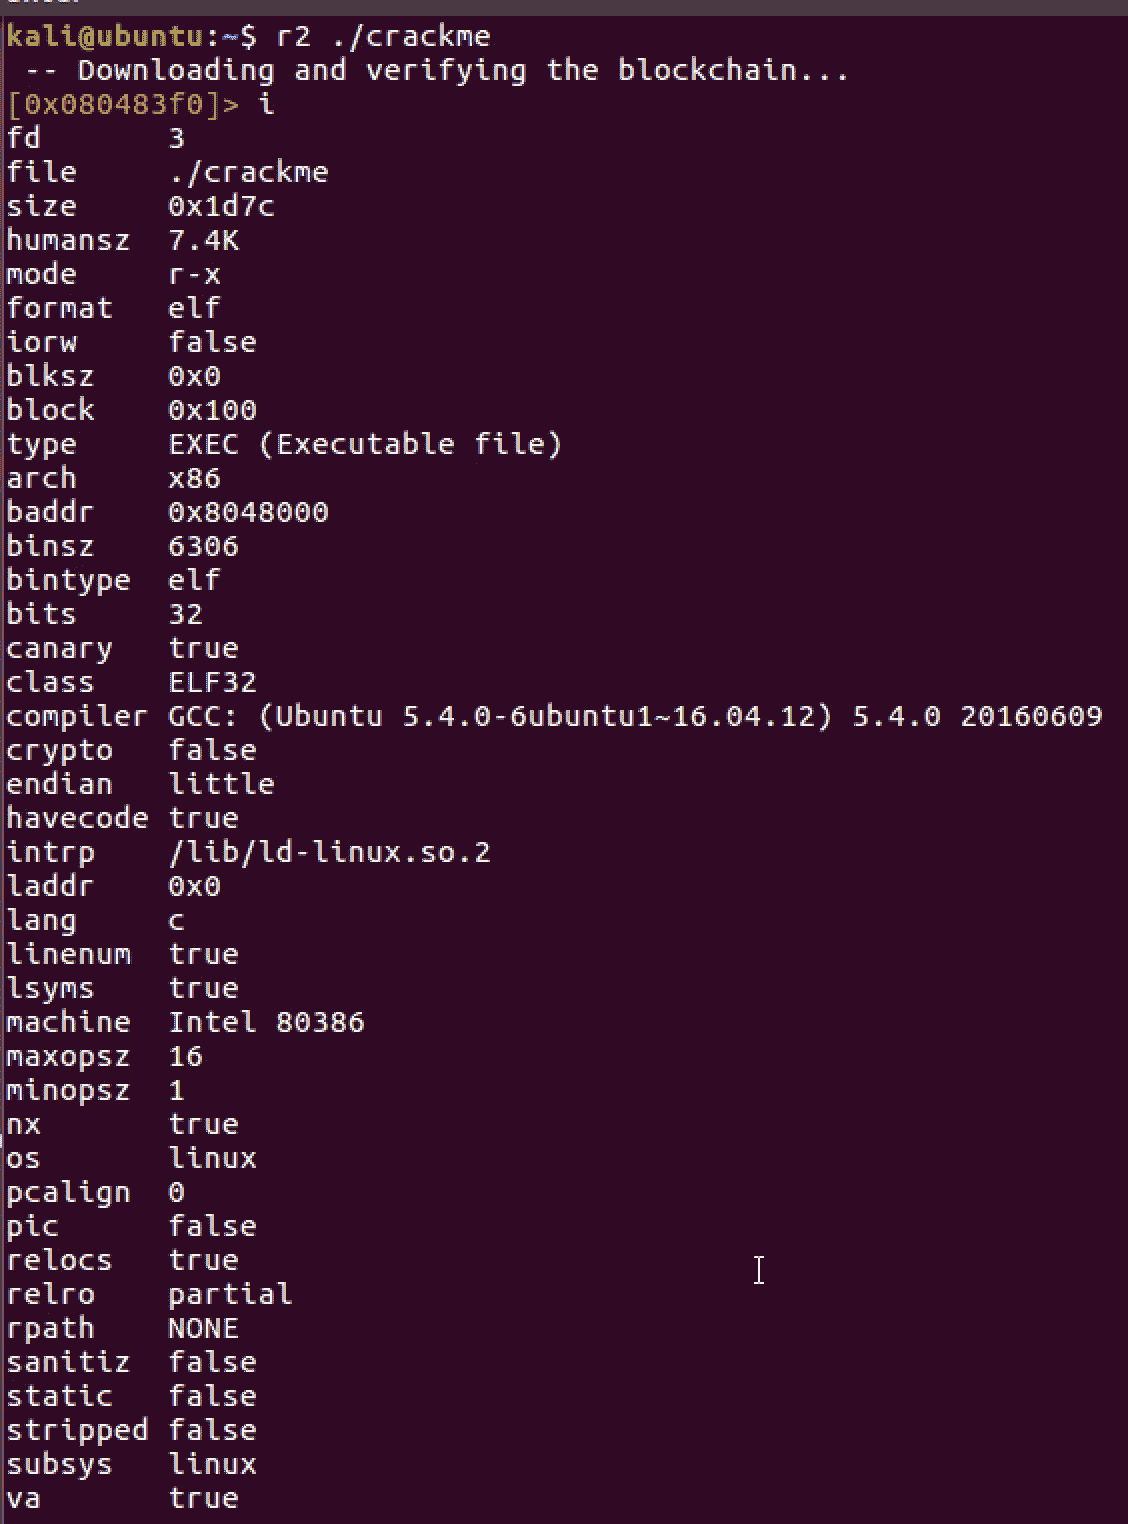 kali@ubuntu:~$ r2 ./crackme
 -- Downloading and verifying the blockchain...
[0x080483f0]> i
fd       3
file     ./crackme
size     0x1d7c
humansz  7.4K
mode     r-x
format   elf
iorw     false
blksz    0x0
block    0x100
type     EXEC (Executable file)
arch     x86
baddr    0x8048000
binsz    6306
bintype  elf
bits     32
canary   true
class    ELF32
compiler GCC: (Ubuntu 5.4.0-6ubuntu1~16.04.12) 5.4.0 20160609
crypto   false
endian   little
havecode true
intrp    /lib/ld-linux.so.2
laddr    0x0
lang     c
linenum  true
lsyms    true
machine  Intel 80386
maxopsz  16
minopsz  1
nx       true
os       linux
pcalign  0
pic      false
relocs   true
relro    partial
rpath    NONE
sanitiz  false
static   false
stripped false
subsys   linux
va       true